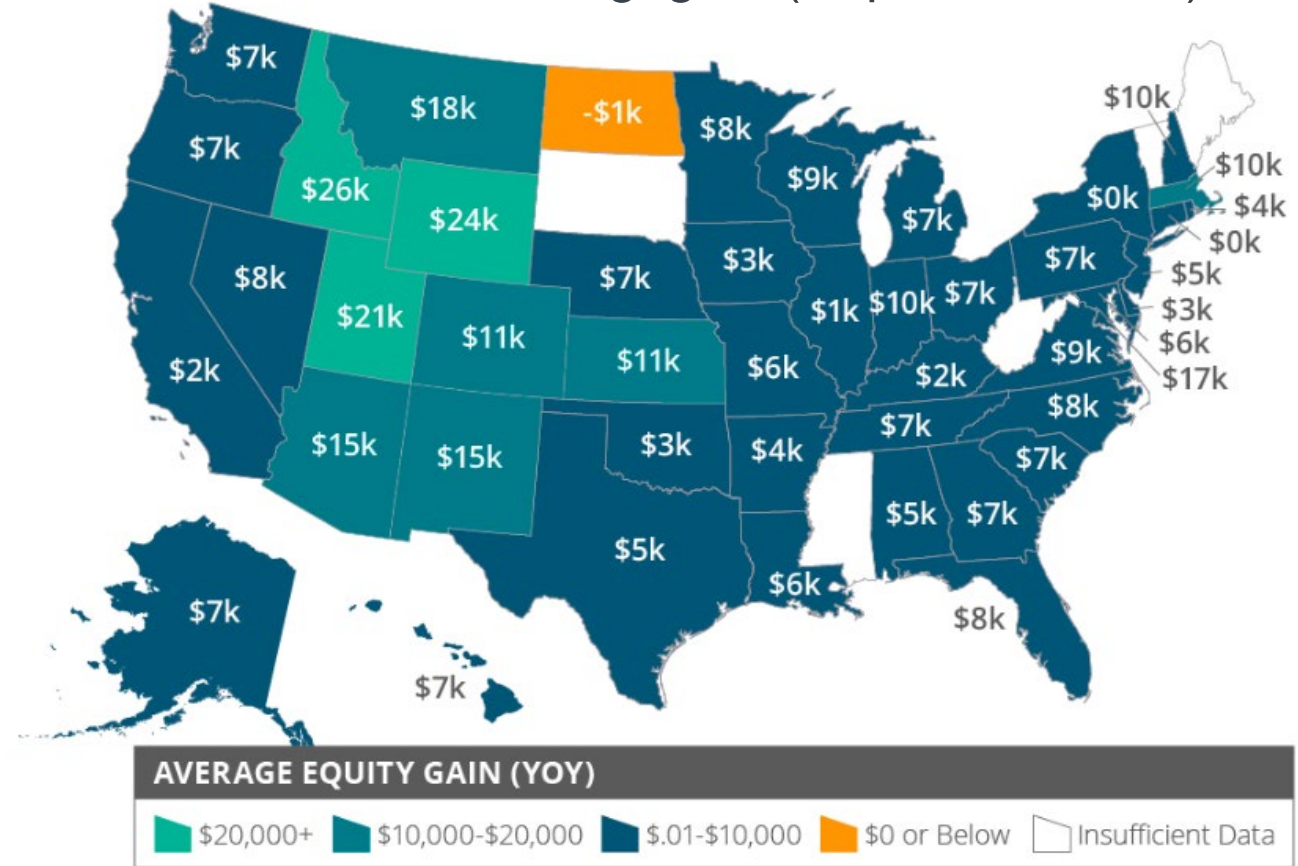 $7k
$18k
-$1k
$8k
$10k
$7k
$26k
$24k
$9k
$7k
$0k
$10k
$4k
$0k
$8k
$21k
$11k
$7k
$3k
$1k
$10k
$7k
$7k
$5k
$3k
$6k
$17k
$2k
$11k
$6k
$2k
$9k
$15k
$15k
$3k
$4k
$7k
$8k
$7k
$5k
$5k
$7k
$6k
$8k
$7k
$7k
AVERAGE EQUITY GAIN (YOY)
$20,000+ $10,000-$20,000 $.01-$10,000 $0 or Below Insufficient Data